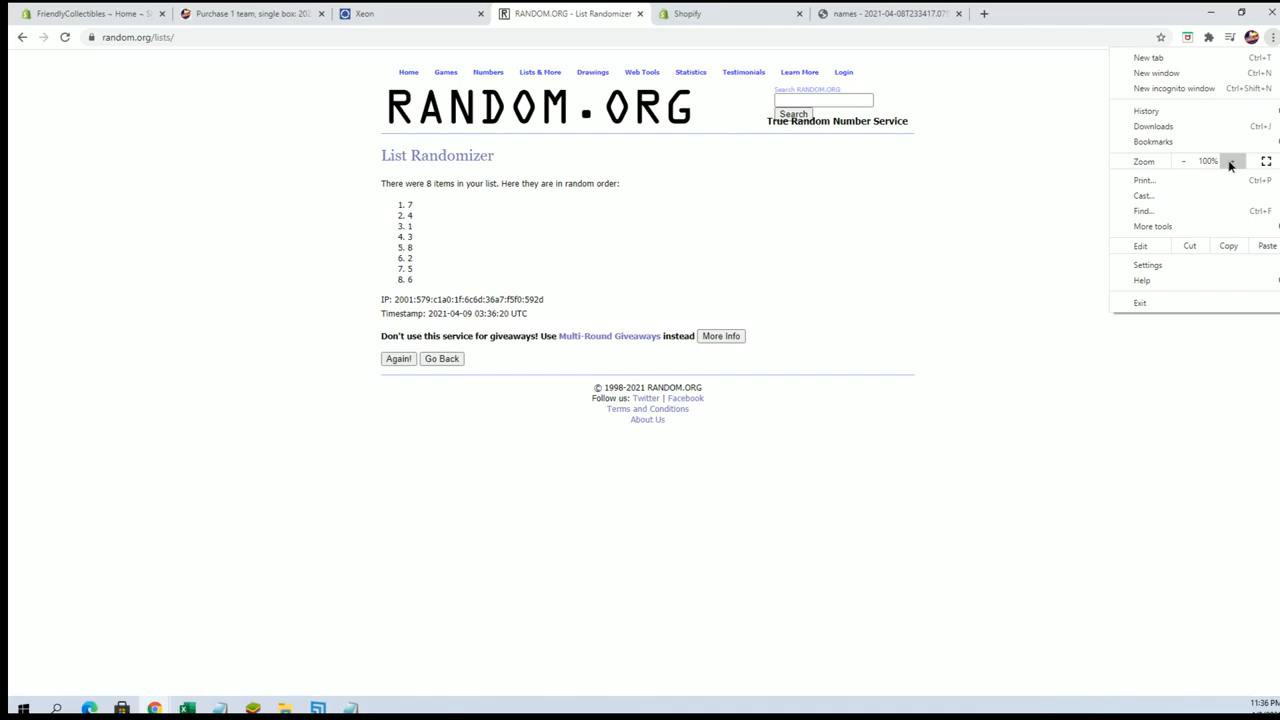 FriendlyCollectibles ~ Home ~ S
Purchase 1 team, single box: 202
Xeon
RANDOM.ORG - List Randomizer
Shopify
names - 2021-04-08T233417.07
random.org/lists/
New tab Ctrl+T
New window Ctrl+N
New incognito window Ctrl+Shift+N
History
Downloads Ctrl+J
Bookmarks
Zoom - 100%
Print... Ctrl+P
Cast...
Find... Ctrl+F
More tools
Edit Cut Copy Paste
Settings
Help
Exit
Home Games Numbers Lists & More Drawings Web Tools Statistics Testimonials Learn More Login
RANDOM.ORG
Search RANDOM.ORG
Search
True Random Number Service
List Randomizer
There were 8 items in your list. Here they are in random order:
1. 7
2. 4
3. 1
4. 3
5. 8
6. 2
7. 5
8. 6
IP: 2001:579:c1a0:1f:6c6d:36a7:f5f0:592d
Timestamp: 2021-04-09 03:36:20 UTC
Don't use this service for giveaways! Use Multi-Round Giveaways instead More Info
Again! Go Back
© 1998-2021 RANDOM.ORG
Follow us: Twitter | Facebook
Terms and Conditions
About Us
11:36 PM